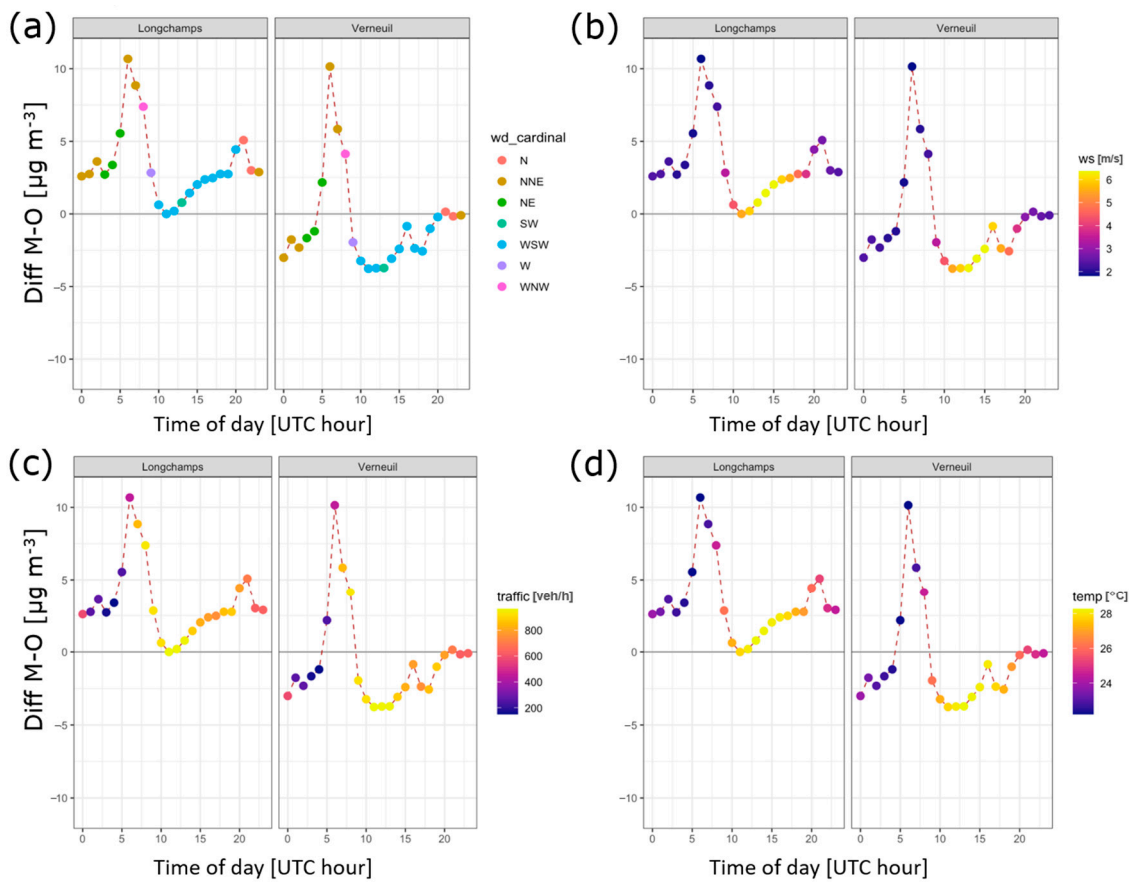 (a)
Longchamps Verneuil
Diff M-O [µg m⁻³]
10
5
0
−5
−10
0 5 10 15 20 0 5 10 15 20
Time of day [UTC hour]
wd_cardinal
N
NNE
NE
SW
WSW
W
WNW
(b)
Longchamps Verneuil
10
5
0
−5
−10
0 5 10 15 20 0 5 10 15 20
Time of day [UTC hour]
ws [m/s]
6
5
4
3
2
(c)
Longchamps Verneuil
Diff M-O [µg m⁻³]
10
5
0
−5
−10
0 5 10 15 20 0 5 10 15 20
Time of day [UTC hour]
traffic [veh/h]
800
600
400
200
(d)
Longchamps Verneuil
10
5
0
−5
−10
0 5 10 15 20 0 5 10 15 20
Time of day [UTC hour]
temp [°C]
28
26
24